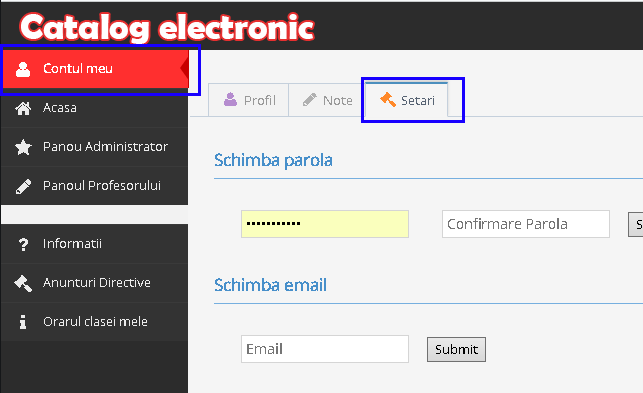 Catalog electronic
Contul meu
Acasa
Panou Administrator
Panoul Profesorului
Informatii
Anunturi Directive
Orarul clasei mele
Profil
Note
Setari
Schimba parola
••••••••••• Confirmare Parola S
Schimba email
Email Submit